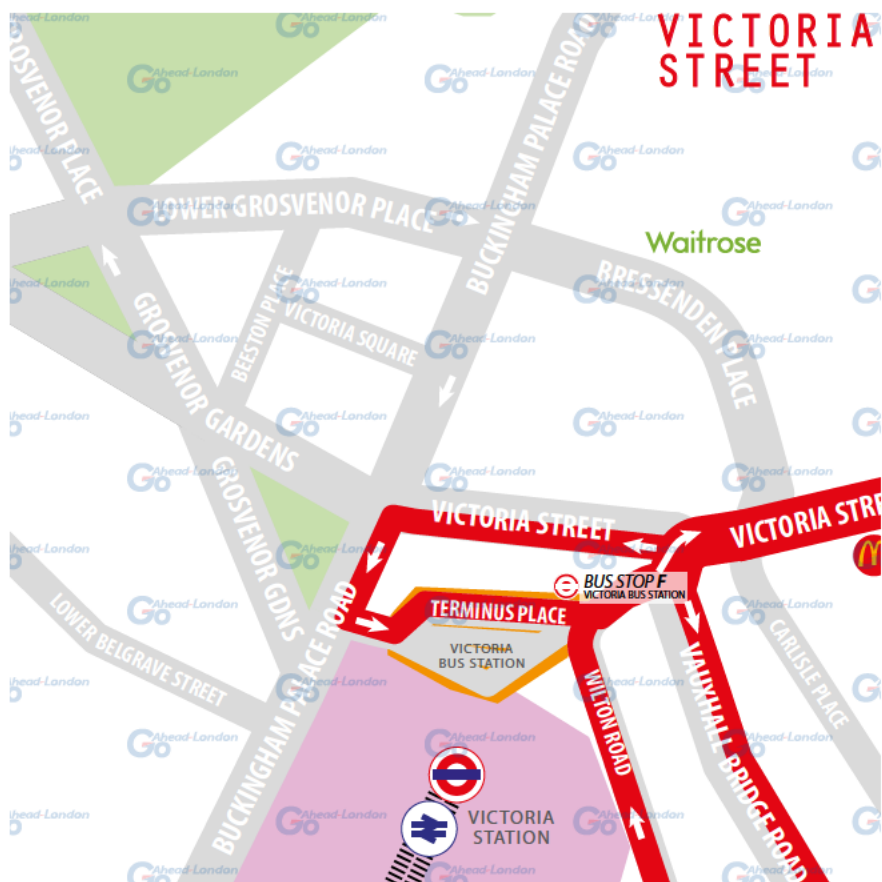 VICTORIA
STREET
GROSVENOR PLACE
LOWER GROSVENOR PLACE
BUCKINGHAM PALACE ROAD
Waitrose
BRESSENDEN PLACE
BEESTON PLACE
VICTORIA SQUARE
GROVENOR GARDENS
GROSVENOR GDNS
VICTORIA STREET
VICTORIA STRE
BUS STOP F
VICTORIA BUS STATION
TERMINUS PLACE
VICTORIA
BUS STATION
LOWER BELGRAVE STREET
BUCKINGHAM PALACE ROAD
WILTON ROAD
VAUXHALL BRIDGE ROAD
CARLISLE PLACE
VICTORIA
STATION
Go Ahead-London